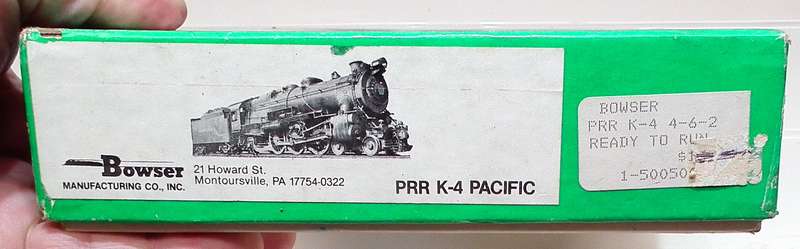 Bowser
MANUFACTURING CO., INC.
21 Howard St.
Montoursville, PA 17754-0322
PRR K-4 PACIFIC
BOWSER
PRR K-4 4-6-2
READY TO RUN